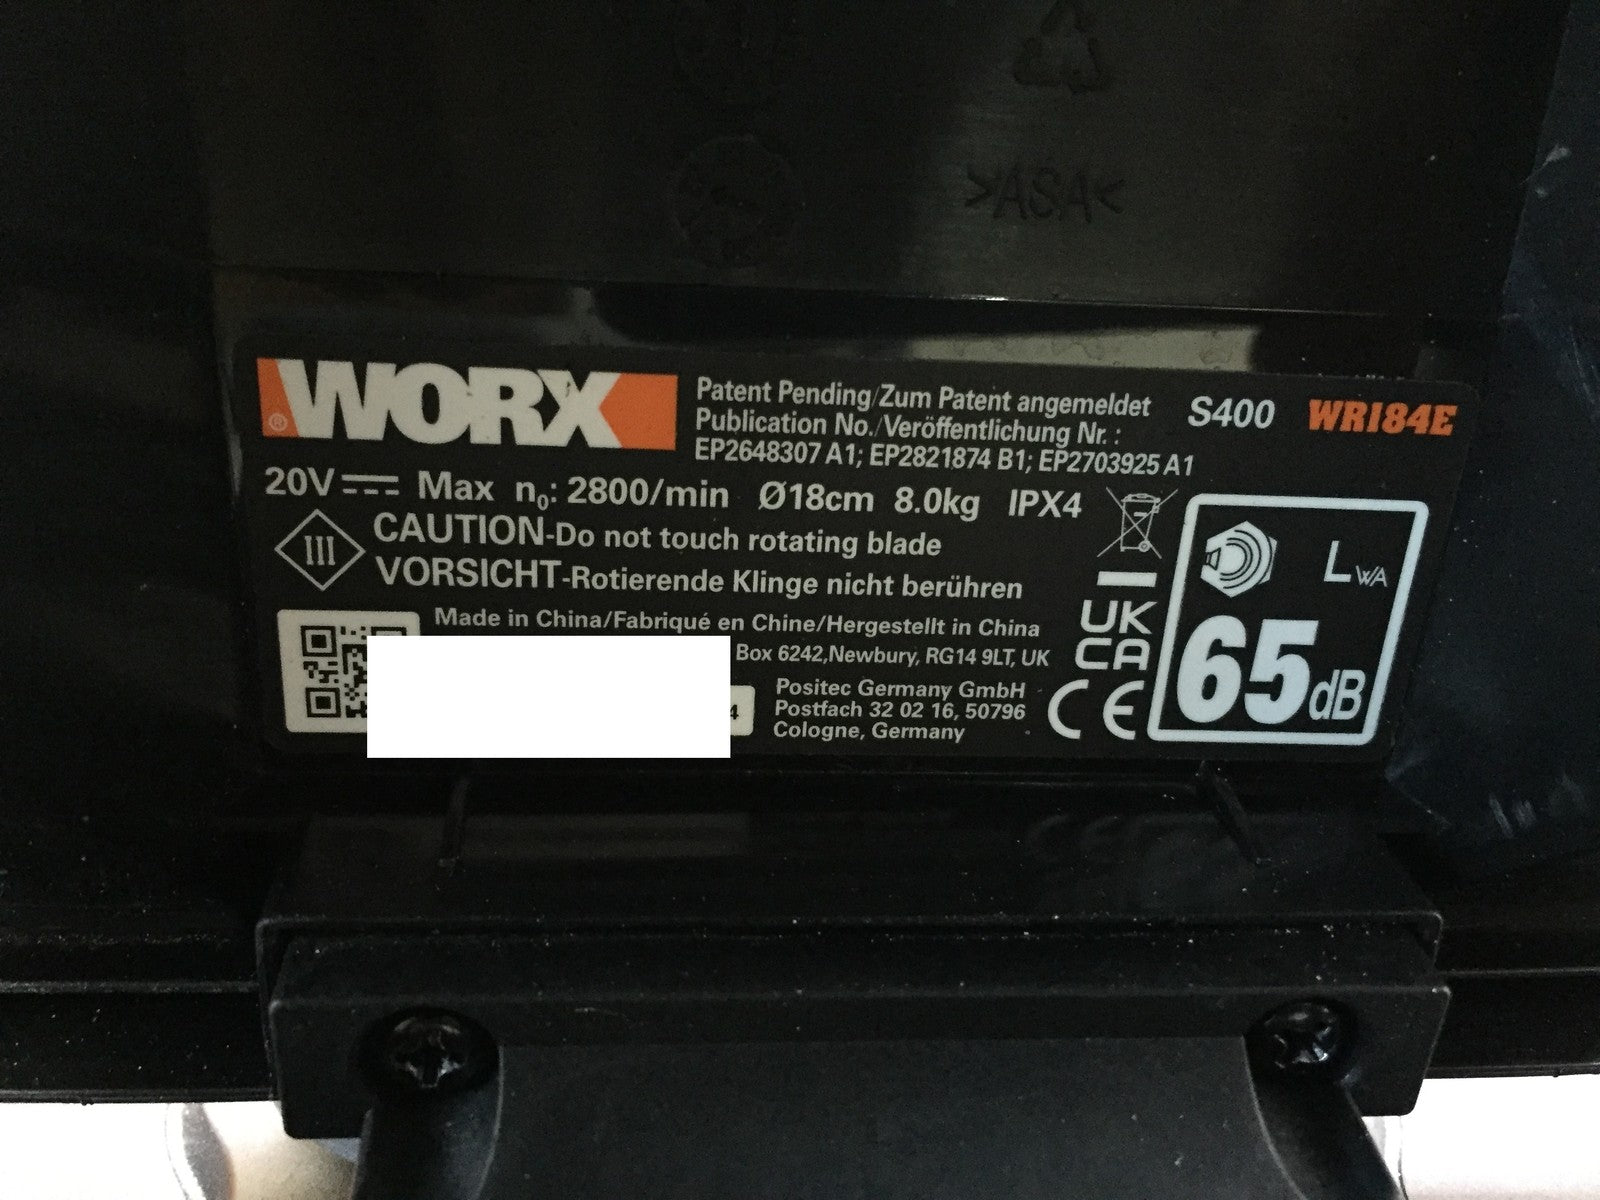 >ASA<
WORX
®
Patent Pending/Zum Patent angemeldet
Publication No./Veröffentlichung Nr. :
EP2648307 A1; EP2821874 B1; EP2703925 A1
S400 WR184E
20V Max n₀: 2800/min Ø18cm 8.0kg IPX4
III
CAUTION-Do not touch rotating blade
VORSICHT-Rotierende Klinge nicht berühren
Made in China/Fabriqué en Chine/Hergestellt in China
Box 6242,Newbury, RG14 9LT, UK
4
Positec Germany GmbH
Postfach 32 02 16, 50796
Cologne, Germany
UK
CA
CE
LWA
65dB